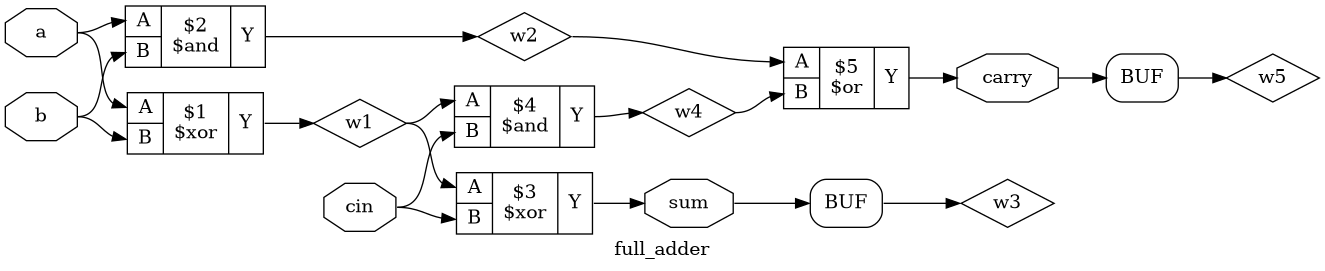 a
b
A
B
$2
$and
Y
A
B
$1
$xor
Y
w1
cin
w2
A
B
$4
$and
Y
A
B
$3
$xor
Y
w4
sum
A
B
$5
$or
Y
BUF
carry
BUF
w3
w5
full_adder